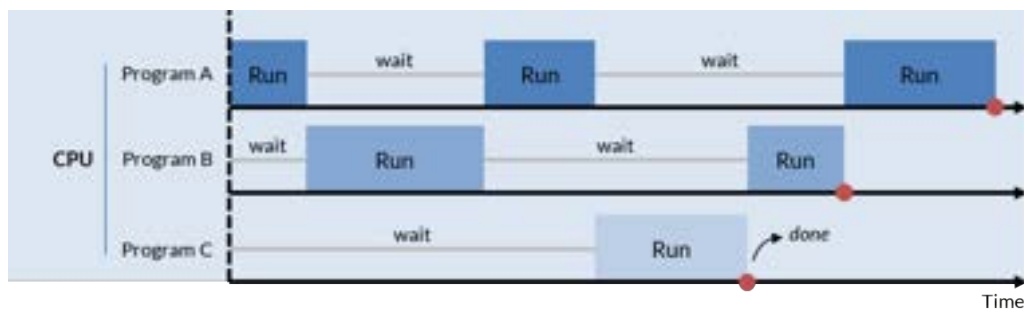 wait wait
Program A Run Run Run
wait wait
CPU Program B Run Run
wait done
Program C Run
Time